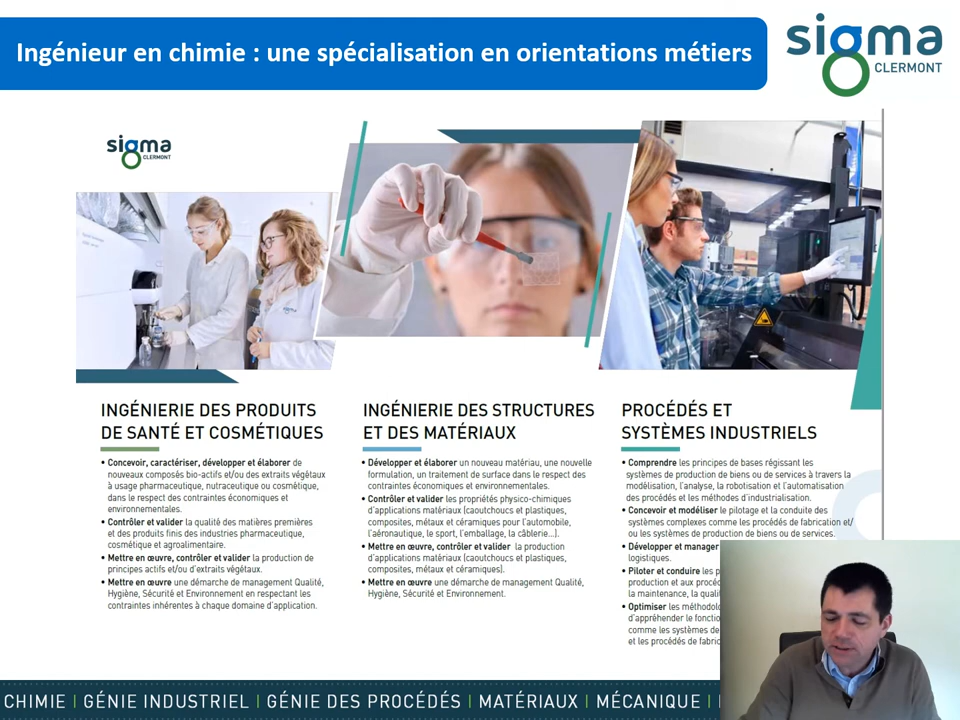 Ingénieur en chimie : une spécialisation en orientations métiers
sigma
CLERMONT
sigma
CLERMONT
INGÉNIERIE DES PRODUITS
DE SANTÉ ET COSMÉTIQUES
• Concevoir, caractériser, développer et élaborer de
nouveaux composés bio-actifs et/ou des extraits végétaux
à usage pharmaceutique, nutraceutique ou cosmétique,
dans le respect des contraintes économiques et
environnementales.
• Contrôler et valider la qualité des matières premières
et des produits finis des industries pharmaceutique,
cosmétique et agroalimentaire.
• Mettre en œuvre, contrôler et valider la production de
principes actifs et/ou d'extraits végétaux.
• Mettre en œuvre une démarche de management Qualité,
Hygiène, Sécurité et Environnement en respectant les
contraintes inhérentes à chaque domaine d'application.
INGÉNIERIE DES STRUCTURES
ET DES MATÉRIAUX
• Développer et élaborer un nouveau matériau, une nouvelle
formulation, un traitement de surface dans le respect des
contraintes économiques et environnementales.
• Contrôler et valider les propriétés physico-chimiques
d'applications matériaux (caoutchoucs et plastiques,
composites, métaux et céramiques pour l'automobile,
l'aéronautique, le sport, l'emballage, la câblerie...).
• Mettre en œuvre, contrôler et valider la production
d'applications matériaux (caoutchoucs et plastiques,
composites, métaux et céramiques).
• Mettre en œuvre une démarche de management Qualité,
Hygiène, Sécurité et Environnement.
PROCÉDÉS ET
SYSTÈMES INDUSTRIELS
• Comprendre les principes de bases régissant les
systèmes de production de biens ou de services à travers la
modélisation, l'analyse, la robotisation et l'automatisation
des procédés et les méthodes d'industrialisation.
• Concevoir et modéliser le pilotage et la conduite des
systèmes complexes comme les procédés de fabrication et/
ou les systèmes de production de biens ou de services.
• Développer et manager
logistiques.
• Piloter et conduire les p
production et aux procé
la maintenance, la quali
• Optimiser les méthodol
d'appréhender le fonctio
comme les systèmes de
et les procédés de fabric
CHIMIE | GÉNIE INDUSTRIEL | GÉNIE DES PROCÉDÉS | MATÉRIAUX | MÉCANIQUE |